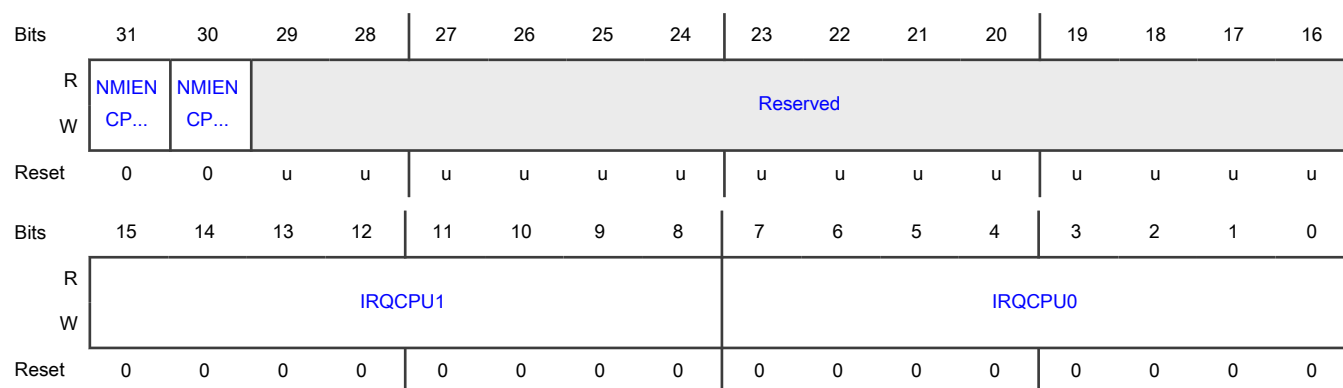 Bits 31 30 29 28 27 26 25 24 23 22 21 20 19 18 17 16
R
NMIEN NMIEN
Reserved
CP... CP...
W
Reset 0 0 u u u u u u u u u u u u u u
Bits 15 14 13 12 11 10 9 8 7 6 5 4 3 2 1 0
R
IRQCPU1 IRQCPU0
W
Reset 0 0 0 0 0 0 0 0 0 0 0 0 0 0 0 0